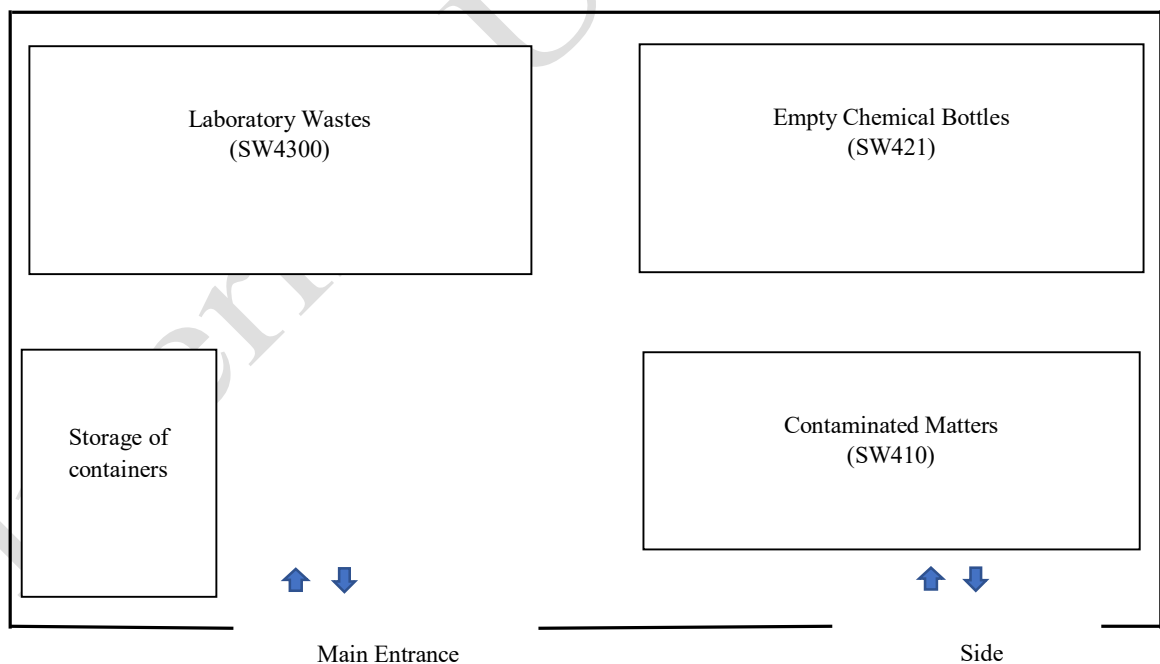 Laboratory Wastes
(SW4300)
Empty Chemical Bottles
(SW421)
Storage of
containers
Contaminated Matters
(SW410)
Main Entrance
Side